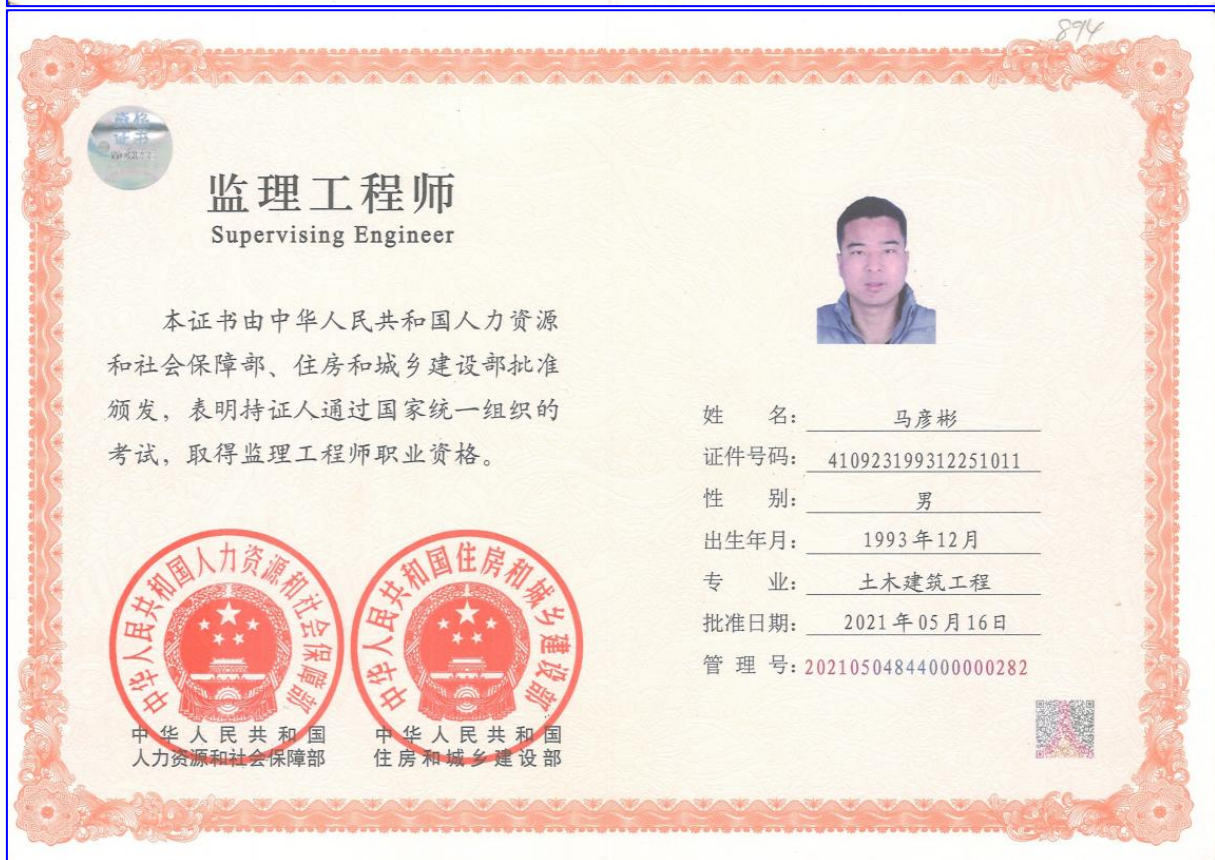 894
资格
证书
监理工程师
Supervising Engineer
本证书由中华人民共和国人力资源
和社会保障部、住房和城乡建设部批准
颁发，表明持证人通过国家统一组织的
考试，取得监理工程师职业资格。
中华人民共和国人力资源和社会保障部
中华人民共和国住房和城乡建设部
中华人民共和国
人力资源和社会保障部
中华人民共和国
住房和城乡建设部
姓 名：马彦彬
证件号码：410923199312251011
性 别：男
出生年月：1993年12月
专 业：土木建筑工程
批准日期：2021年05月16日
管 理 号：20210504844000000282